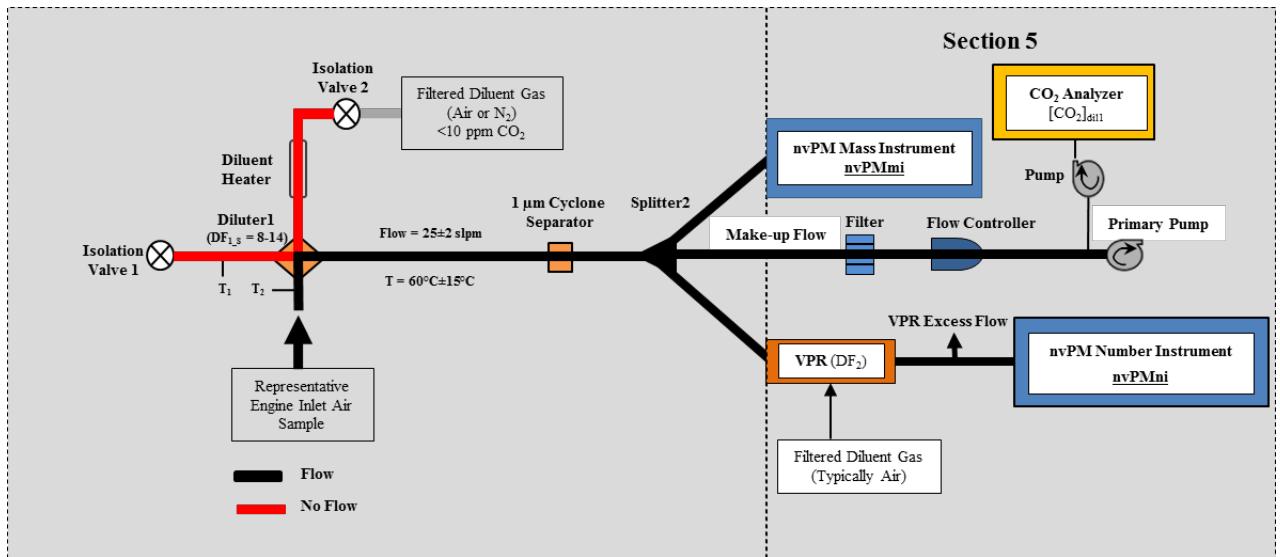 Section 5
Isolation
Valve 2
Filtered Diluent Gas
(Air or N₂)
<10 ppm CO₂
CO₂ Analyzer
[CO₂]dil1
Diluent
Heater
nvPM Mass Instrument
nvPMmi
Pump
1 µm Cyclone
Separator
Splitter2
Diluter1
(DF1_S = 8-14)
Flow = 25±2 slpm
Make-up Flow
Filter
Flow Controller
Primary Pump
Isolation
Valve 1
T₁
T₂
T = 60°C±15°C
VPR Excess Flow
VPR (DF₂)
nvPM Number Instrument
nvPMni
Representative
Engine Inlet Air
Sample
Filtered Diluent Gas
(Typically Air)
Flow
No Flow